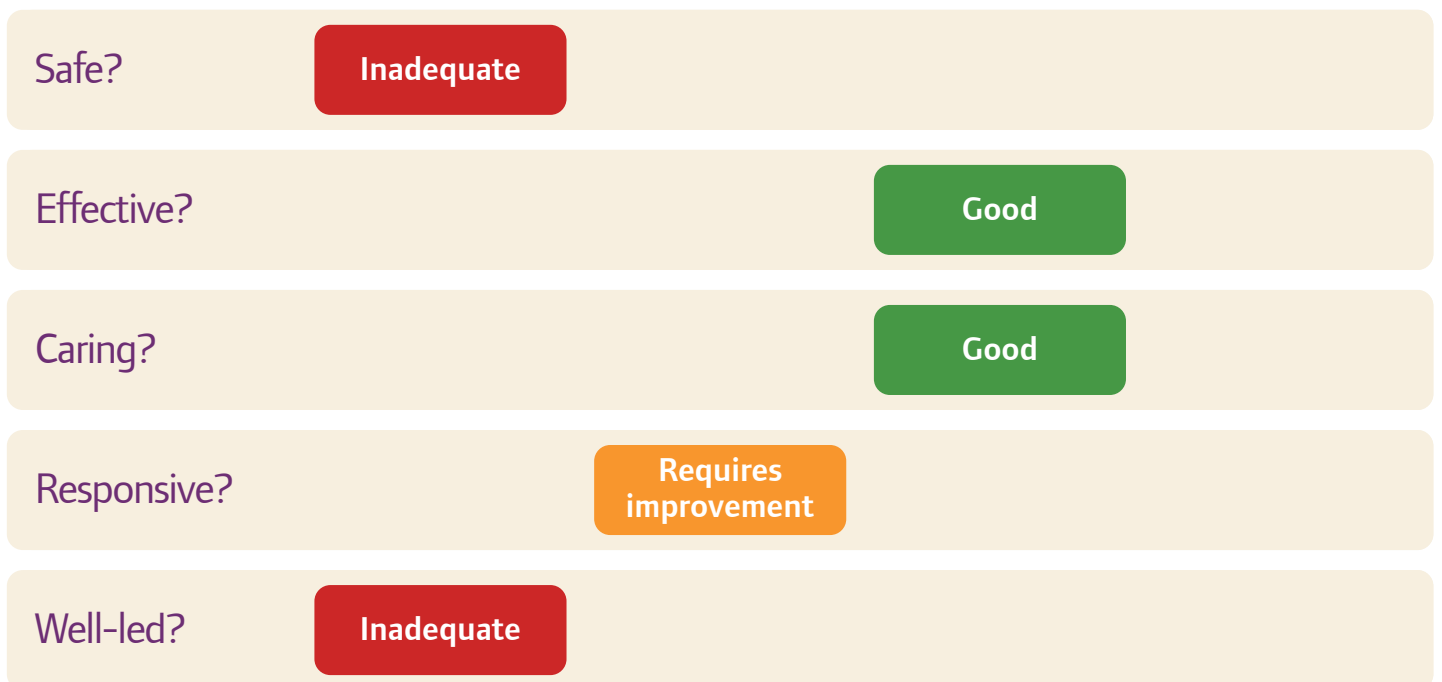 Safe?
Inadequate
Effective?
Good
Caring?
Good
Responsive?
Requires
improvement
Well-led?
Inadequate